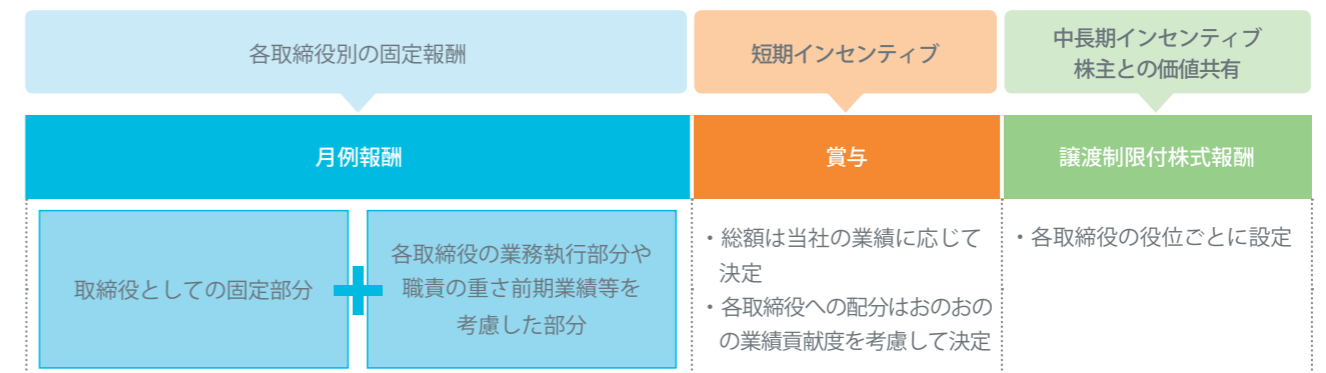 各取締役別の固定報酬
短期インセンティブ
中長期インセンティブ
株主との価値共有
月例報酬
賞与
譲渡制限付株式報酬
取締役としての固定部分
各取締役の業務執行部分や
職責の重さ前期業績等を
考慮した部分
・総額は当社の業績に応じて
決定
・各取締役への配分はおのおの
の業績貢献度を考慮して決定
・各取締役の役位ごとに設定